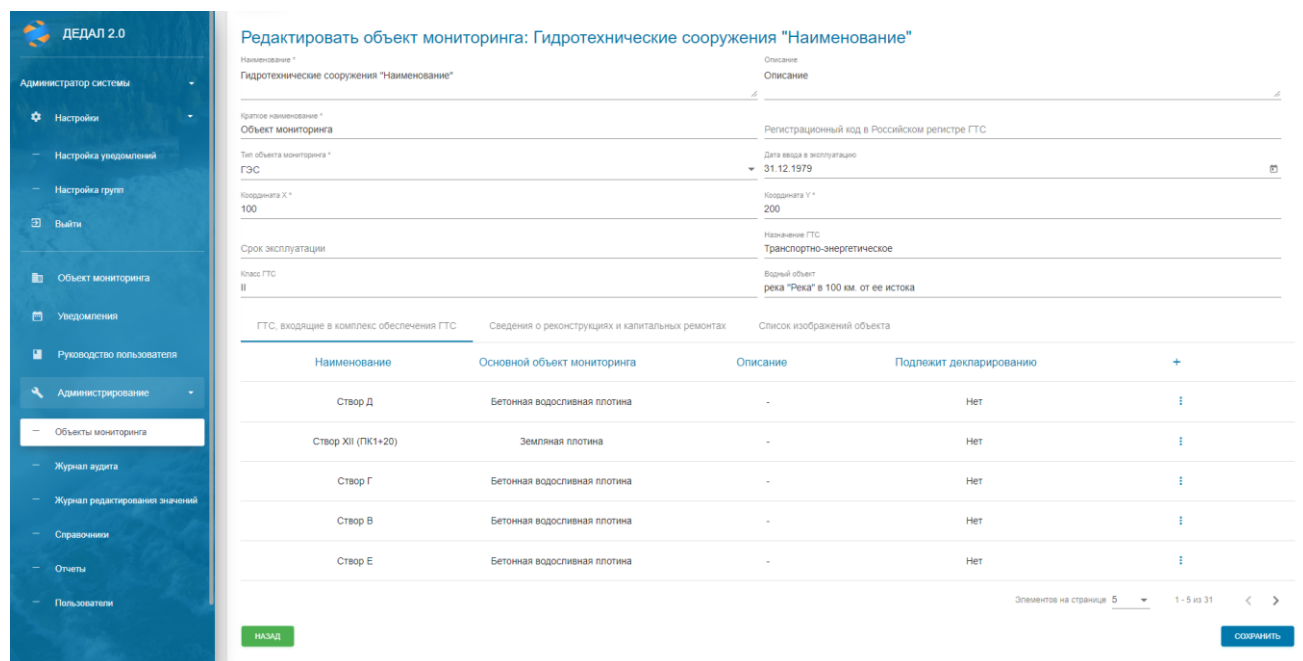 ДЕДАЛ 2.0
Администратор системы
Настройки
Настройка уведомлений
Настройка групп
Выйти
Объект мониторинга
Уведомления
Руководство пользователя
Администрирование
Объекты мониторинга
Журнал аудита
Журнал редактирования значений
Справочники
Отчеты
Пользователи
Редактировать объект мониторинга: Гидротехнические сооружения "Наименование"
Наименование * Описание
Гидротехнические сооружения "Наименование" Описание
Краткое наименование *
Объект мониторинга Регистрационный код в Российском регистре ГТС
Тип объекта мониторинга * Дата ввода в эксплуатацию
ГЭС 31.12.1979
Координата X * Координата Y *
100 200
Назначение ГТС
Срок эксплуатации Транспортно-энергетическое
Класс ГТС Водный объект
II река "Река" в 100 км. от ее истока
ГТС, входящие в комплекс обеспечения ГТС Сведения о реконструкциях и капитальных ремонтах Список изображений объекта
Наименование Основной объект мониторинга Описание Подлежит декларированию +
Створ Д Бетонная водосливная плотина - Нет
Створ XII (ПК1+20) Земляная плотина - Нет
Створ Г Бетонная водосливная плотина - Нет
Створ В Бетонная водосливная плотина - Нет
Створ Е Бетонная водосливная плотина - Нет
Элементов на странице 5 1 - 5 из 31
НАЗАД СОХРАНИТЬ